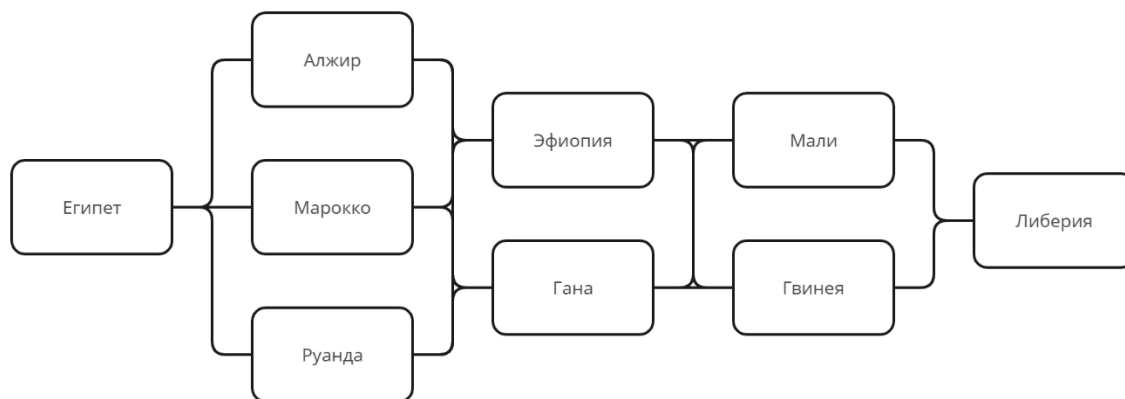 Египет
Алжир
Марокко
Руанда
Эфиопия
Гана
Мали
Гвинея
Либерия